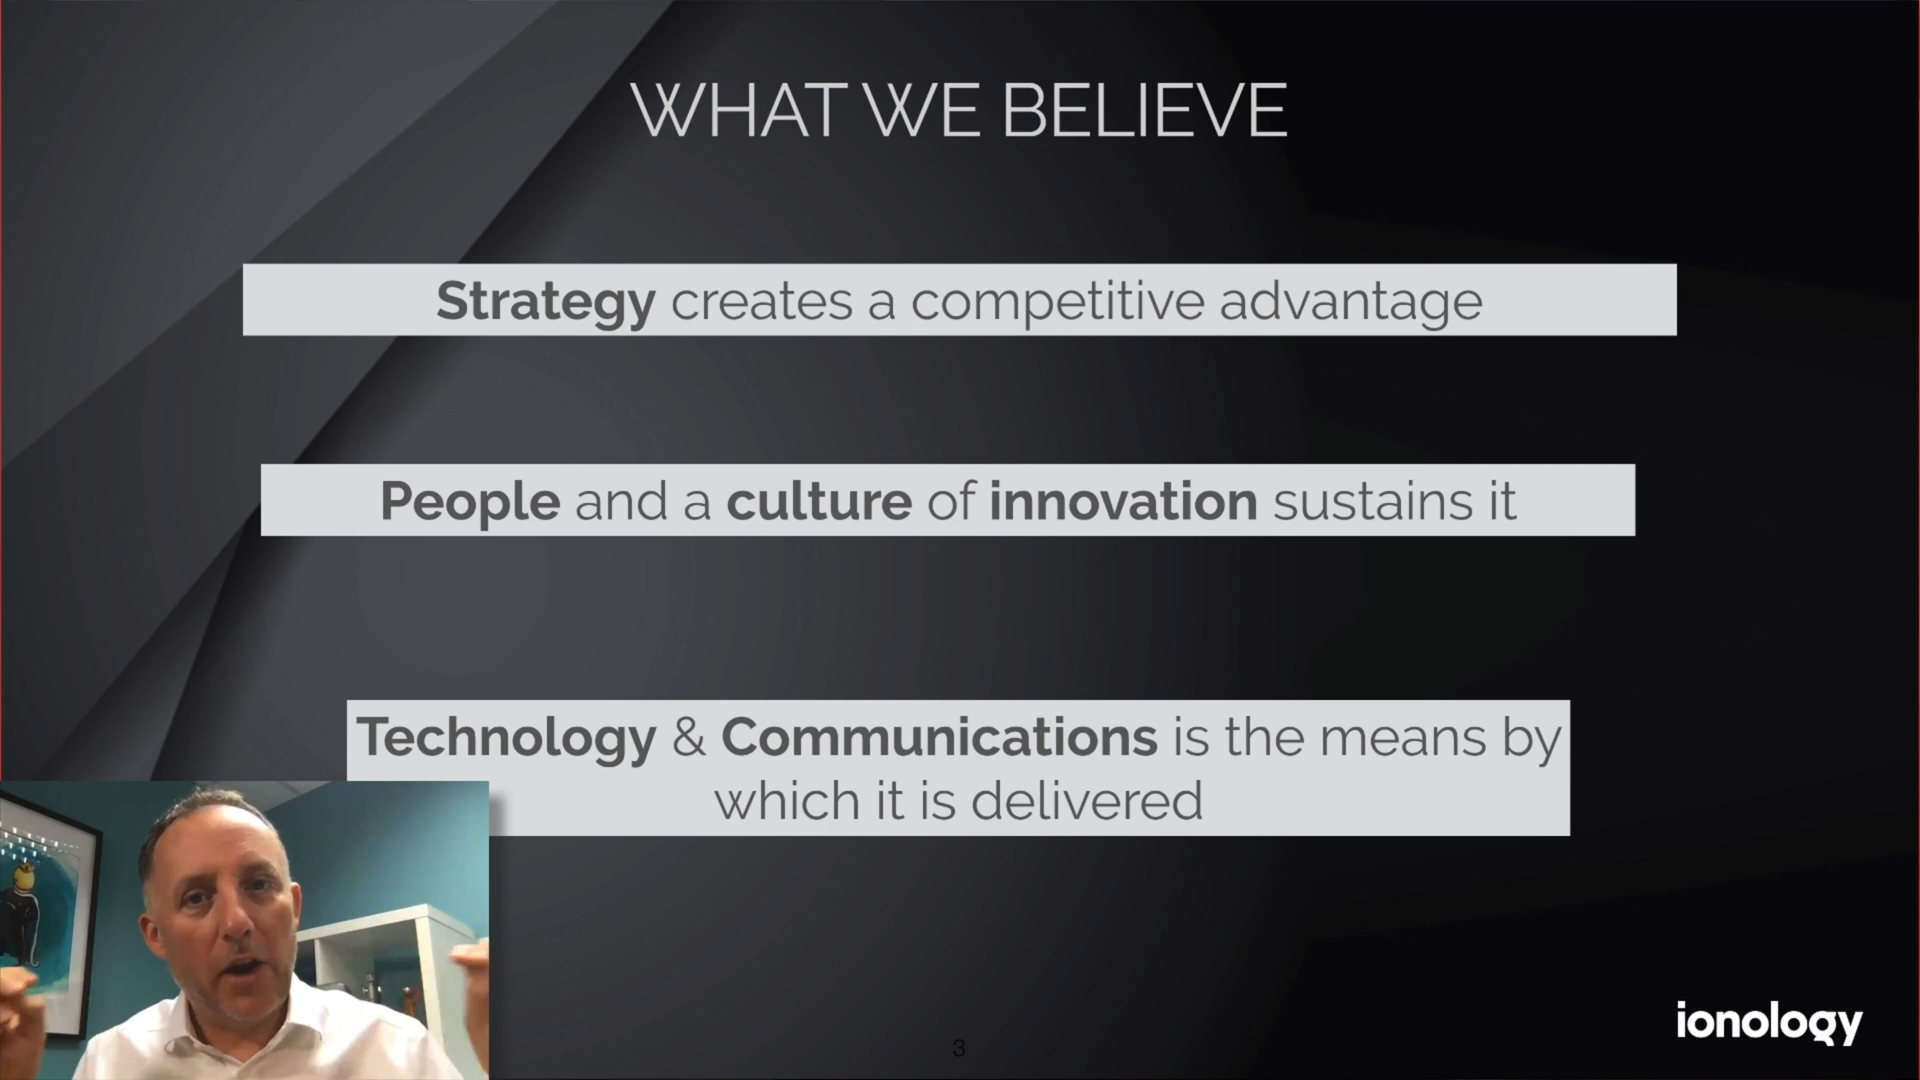 WHAT WE BELIEVE
Strategy creates a competitive advantage
People and a culture of innovation sustains it
Technology & Communications is the means by
which it is delivered
3
ionology